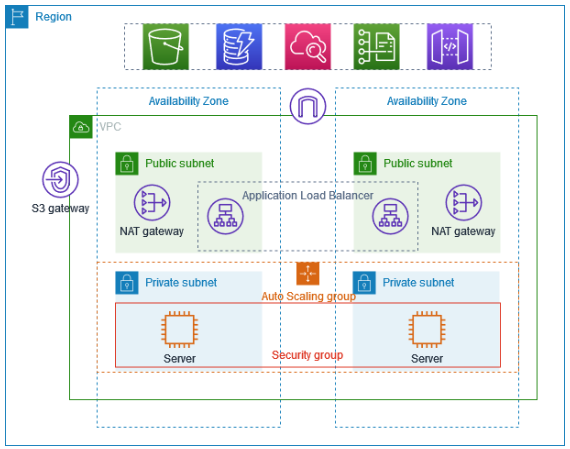 Region
Availability Zone
Availability Zone
VPC
Public subnet
Public subnet
S3 gateway
Application Load Balancer
NAT gateway
NAT gateway
Private subnet
Private subnet
Auto Scaling group
Server
Security group
Server